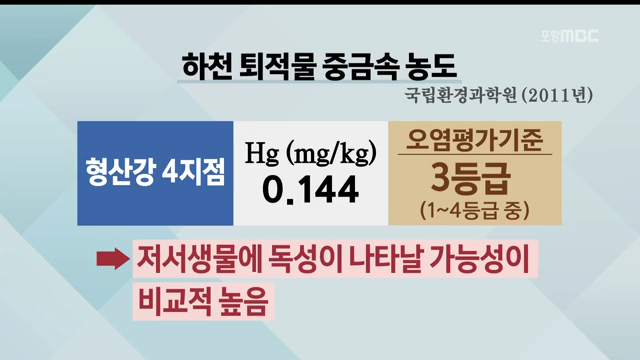 포항MBC
하천 퇴적물 중금속 농도
국립환경과학원 (2011년)
형산강 4지점
Hg (mg/kg)
0.144
오염평가기준
3등급
(1~4등급 중)
저서생물에 독성이 나타날 가능성이
비교적 높음